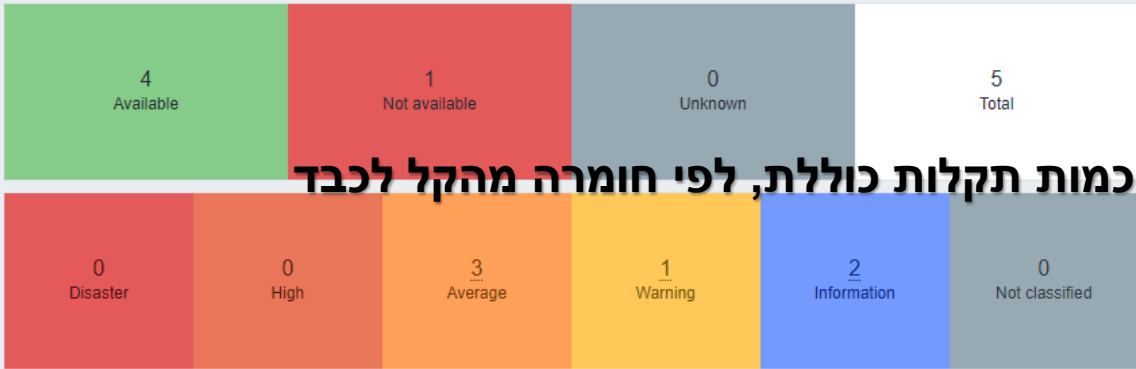 4 1 0 5
Available Not available Unknown Total
כמות תקלות כוללת, לפי חומרה מהקל לכבד
0 0 3 1 2 0
Disaster High Average Warning Information Not classified